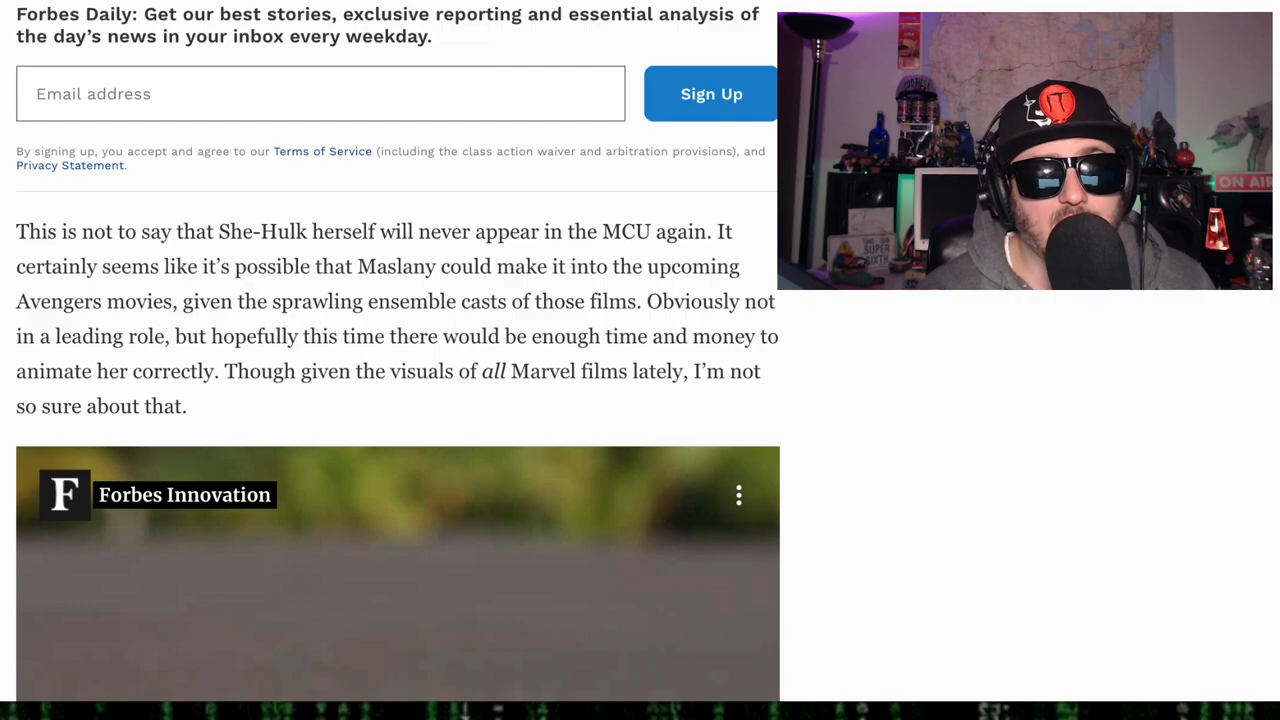 Forbes Daily: Get our best stories, exclusive reporting and essential analysis of
the day’s news in your inbox every weekday.
Email address
Sign Up
By signing up, you accept and agree to our Terms of Service (including the class action waiver and arbitration provisions), and
Privacy Statement.
This is not to say that She-Hulk herself will never appear in the MCU again. It
certainly seems like it’s possible that Maslany could make it into the upcoming
Avengers movies, given the sprawling ensemble casts of those films. Obviously not
in a leading role, but hopefully this time there would be enough time and money to
animate her correctly. Though given the visuals of all Marvel films lately, I’m not
so sure about that.
F
Forbes Innovation
ON AIR
SUPER
SIXTH